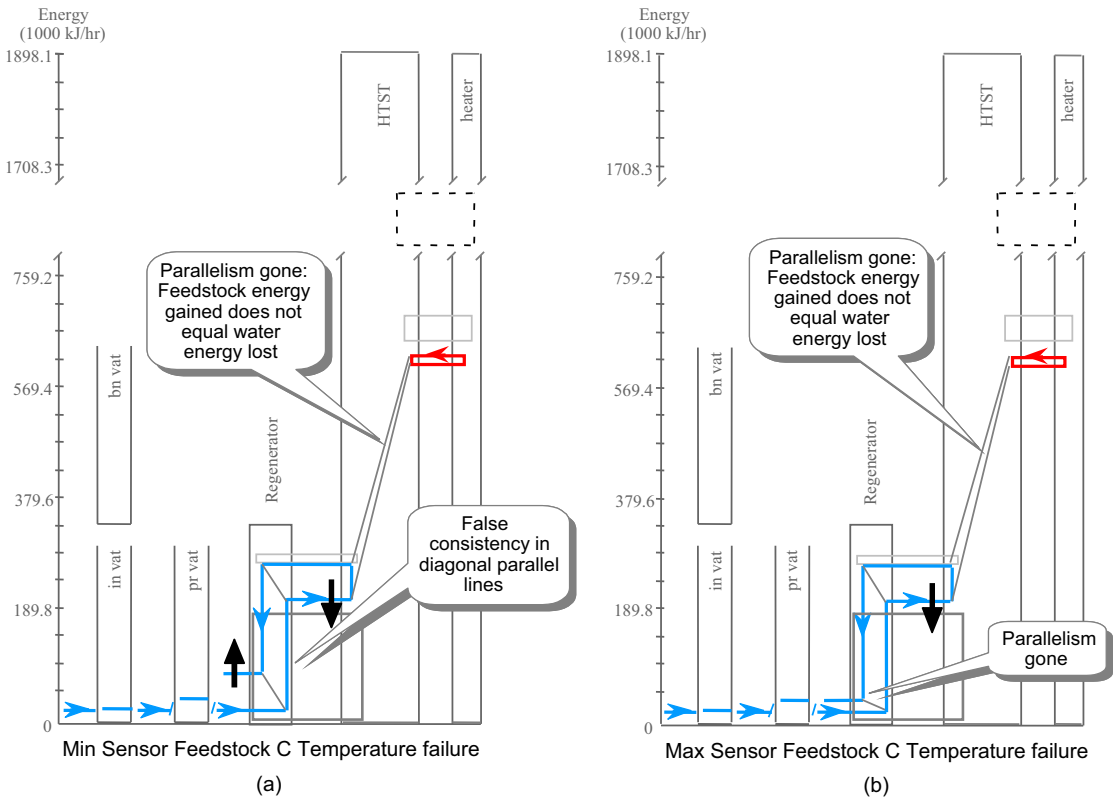 Energy
(1000 kJ/hr)
1898.1
1708.3
759.2
569.4
379.6
189.8
0
HTST
heater
bn vat
Regenerator
in vat
pr vat
Parallelism gone:
Feedstock energy
gained does not
equal water
energy lost
False
consistency in
diagonal parallel
lines
Min Sensor Feedstock C Temperature failure
(a)
Energy
(1000 kJ/hr)
1898.1
1708.3
759.2
569.4
379.6
189.8
0
HTST
heater
bn vat
Regenerator
in vat
pr vat
Parallelism gone:
Feedstock energy
gained does not
equal water
energy lost
Parallelism
gone
Max Sensor Feedstock C Temperature failure
(b)